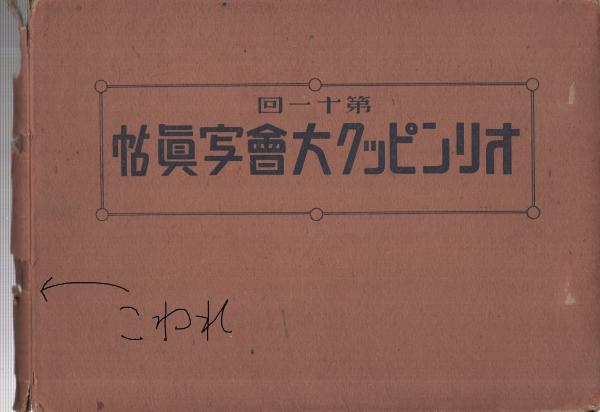 第十一回
オリンピック大會写眞帖
こわれ